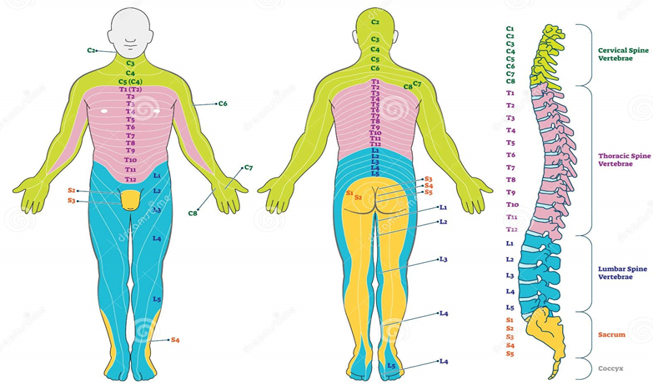 C2
C3
C4
C5 (C4)
T1 (T2)
T2
T3
T4
T5
T6
T7
T8
T9
T10
T11
T12
L1
L2
L3
L4
L5
S2
S3
S4
C6
C7
C8
C2
C3
C4
C5
C6
C8 C7
T1
T2
T3
T4
T5
T6
T7
T8
T9
T10
T11
T12
L1
L2
L3
L4
L5
S1
S2
S3
S4
S5
L1
L2
L3
L4
L5
L4
C1
C2
C3
C4
C5
C6
C7
C8
Cervical Spine
Vertebrae
T1
T2
T3
T4
T5
T6
T7
T8
T9
T10
T11
T12
Thoracic Spine
Vertebrae
L1
L2
L3
L4
L5
Lumbar Spine
Vertebrae
S1
S2
S3
S4
S5
Sacrum
Coccyx
dreamstime